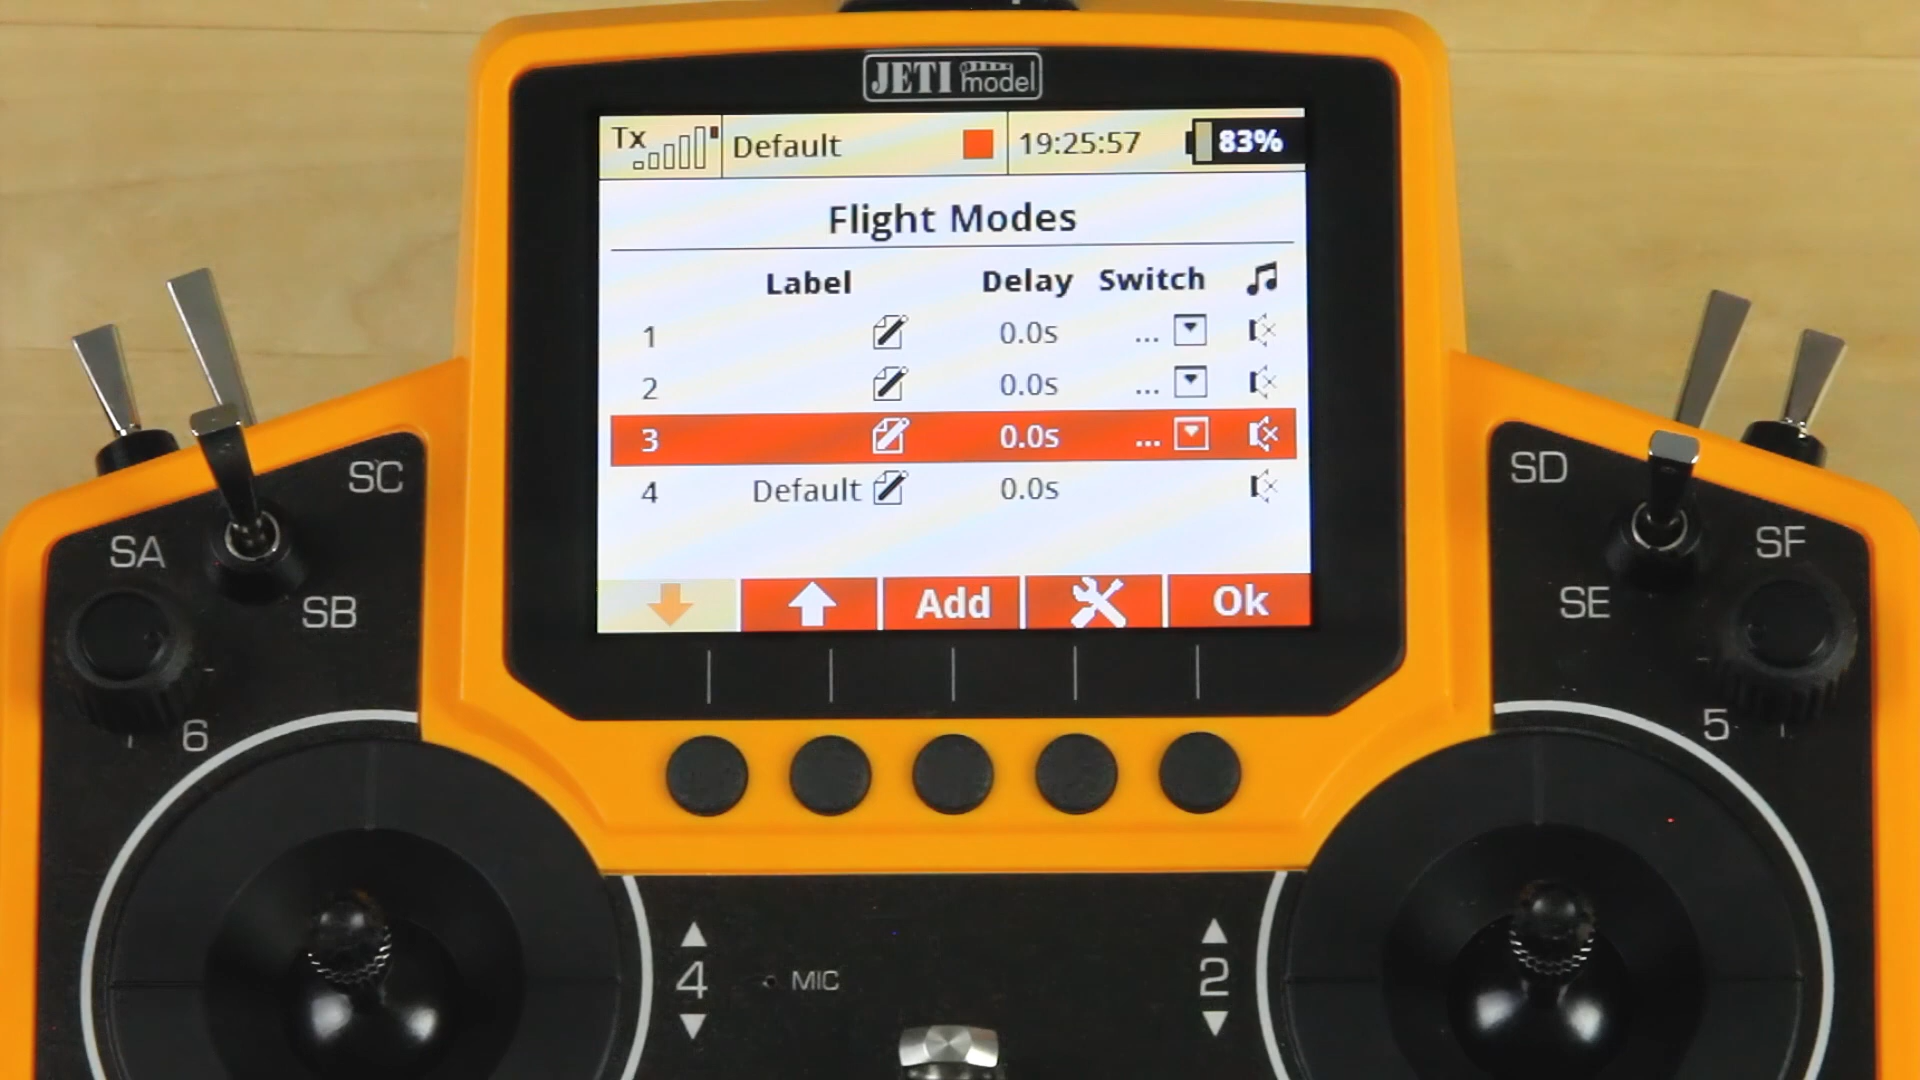 JETI model
Tx Default 19:25:57 83%
Flight Modes
Label Delay Switch
1 0.0s ...
2 0.0s ...
3 0.0s ...
4 Default 0.0s
Add Ok
SC
SA
SB
6
SD
SF
SE
5
4
MIC
2